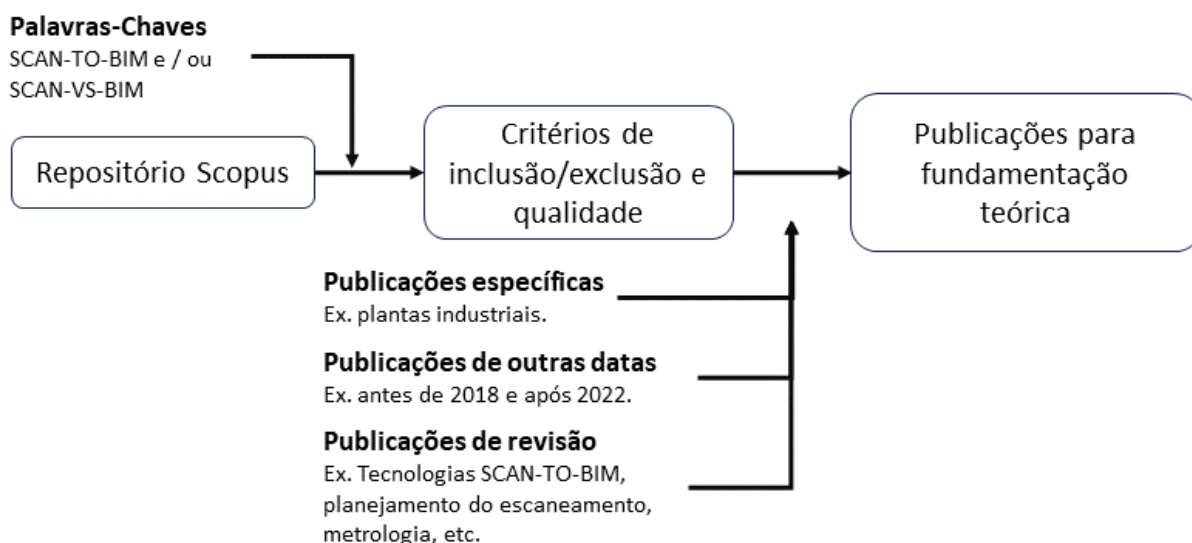 Palavras-Chaves
SCAN-TO-BIM e / ou
SCAN-VS-BIM
Repositório Scopus
Critérios de
inclusão/exclusão e
qualidade
Publicações para
fundamentação
teórica
Publicações específicas
Ex. plantas industriais.
Publicações de outras datas
Ex. antes de 2018 e após 2022.
Publicações de revisão
Ex. Tecnologias SCAN-TO-BIM,
planejamento do escaneamento,
metrologia, etc.